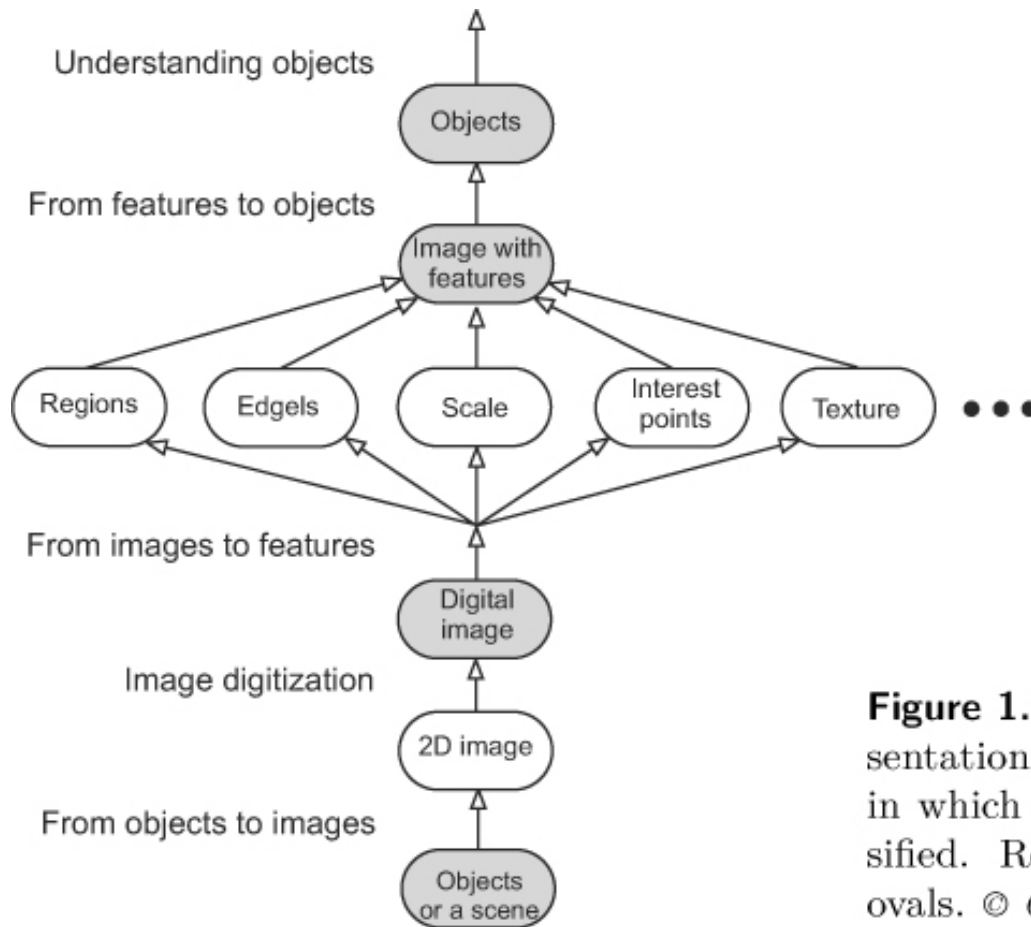 Understanding objects
Objects
From features to objects
Image with
features
Regions
Edgels
Scale
Interest
points
Texture
From images to features
Digital
image
Image digitization
2D image
From objects to images
Objects
or a scene
Figure 1.
sentation
in which
sified.
ovals. ©